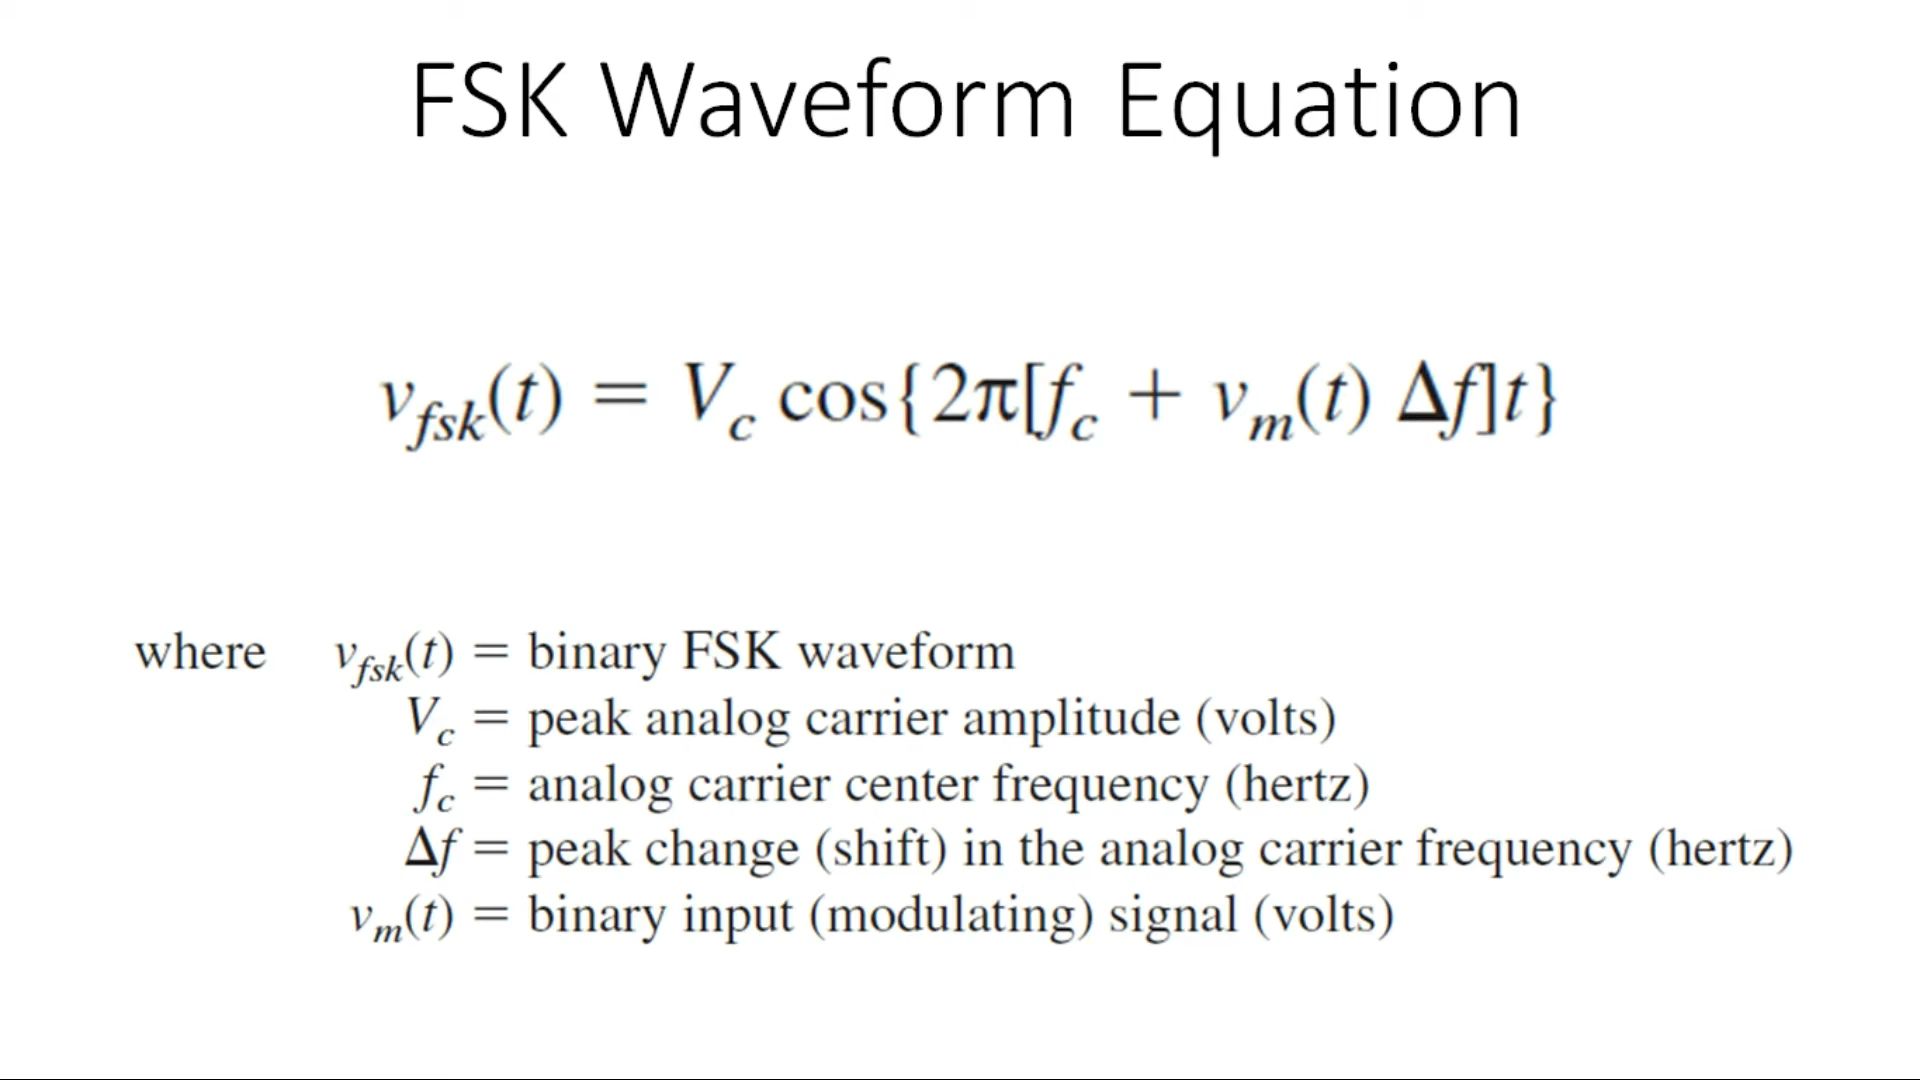 FSK Waveform Equation
v_fsk(t) = V_c cos{2π[f_c + v_m(t) Δf]t}
where v_fsk(t) = binary FSK waveform
V_c = peak analog carrier amplitude (volts)
f_c = analog carrier center frequency (hertz)
Δf = peak change (shift) in the analog carrier frequency (hertz)
v_m(t) = binary input (modulating) signal (volts)